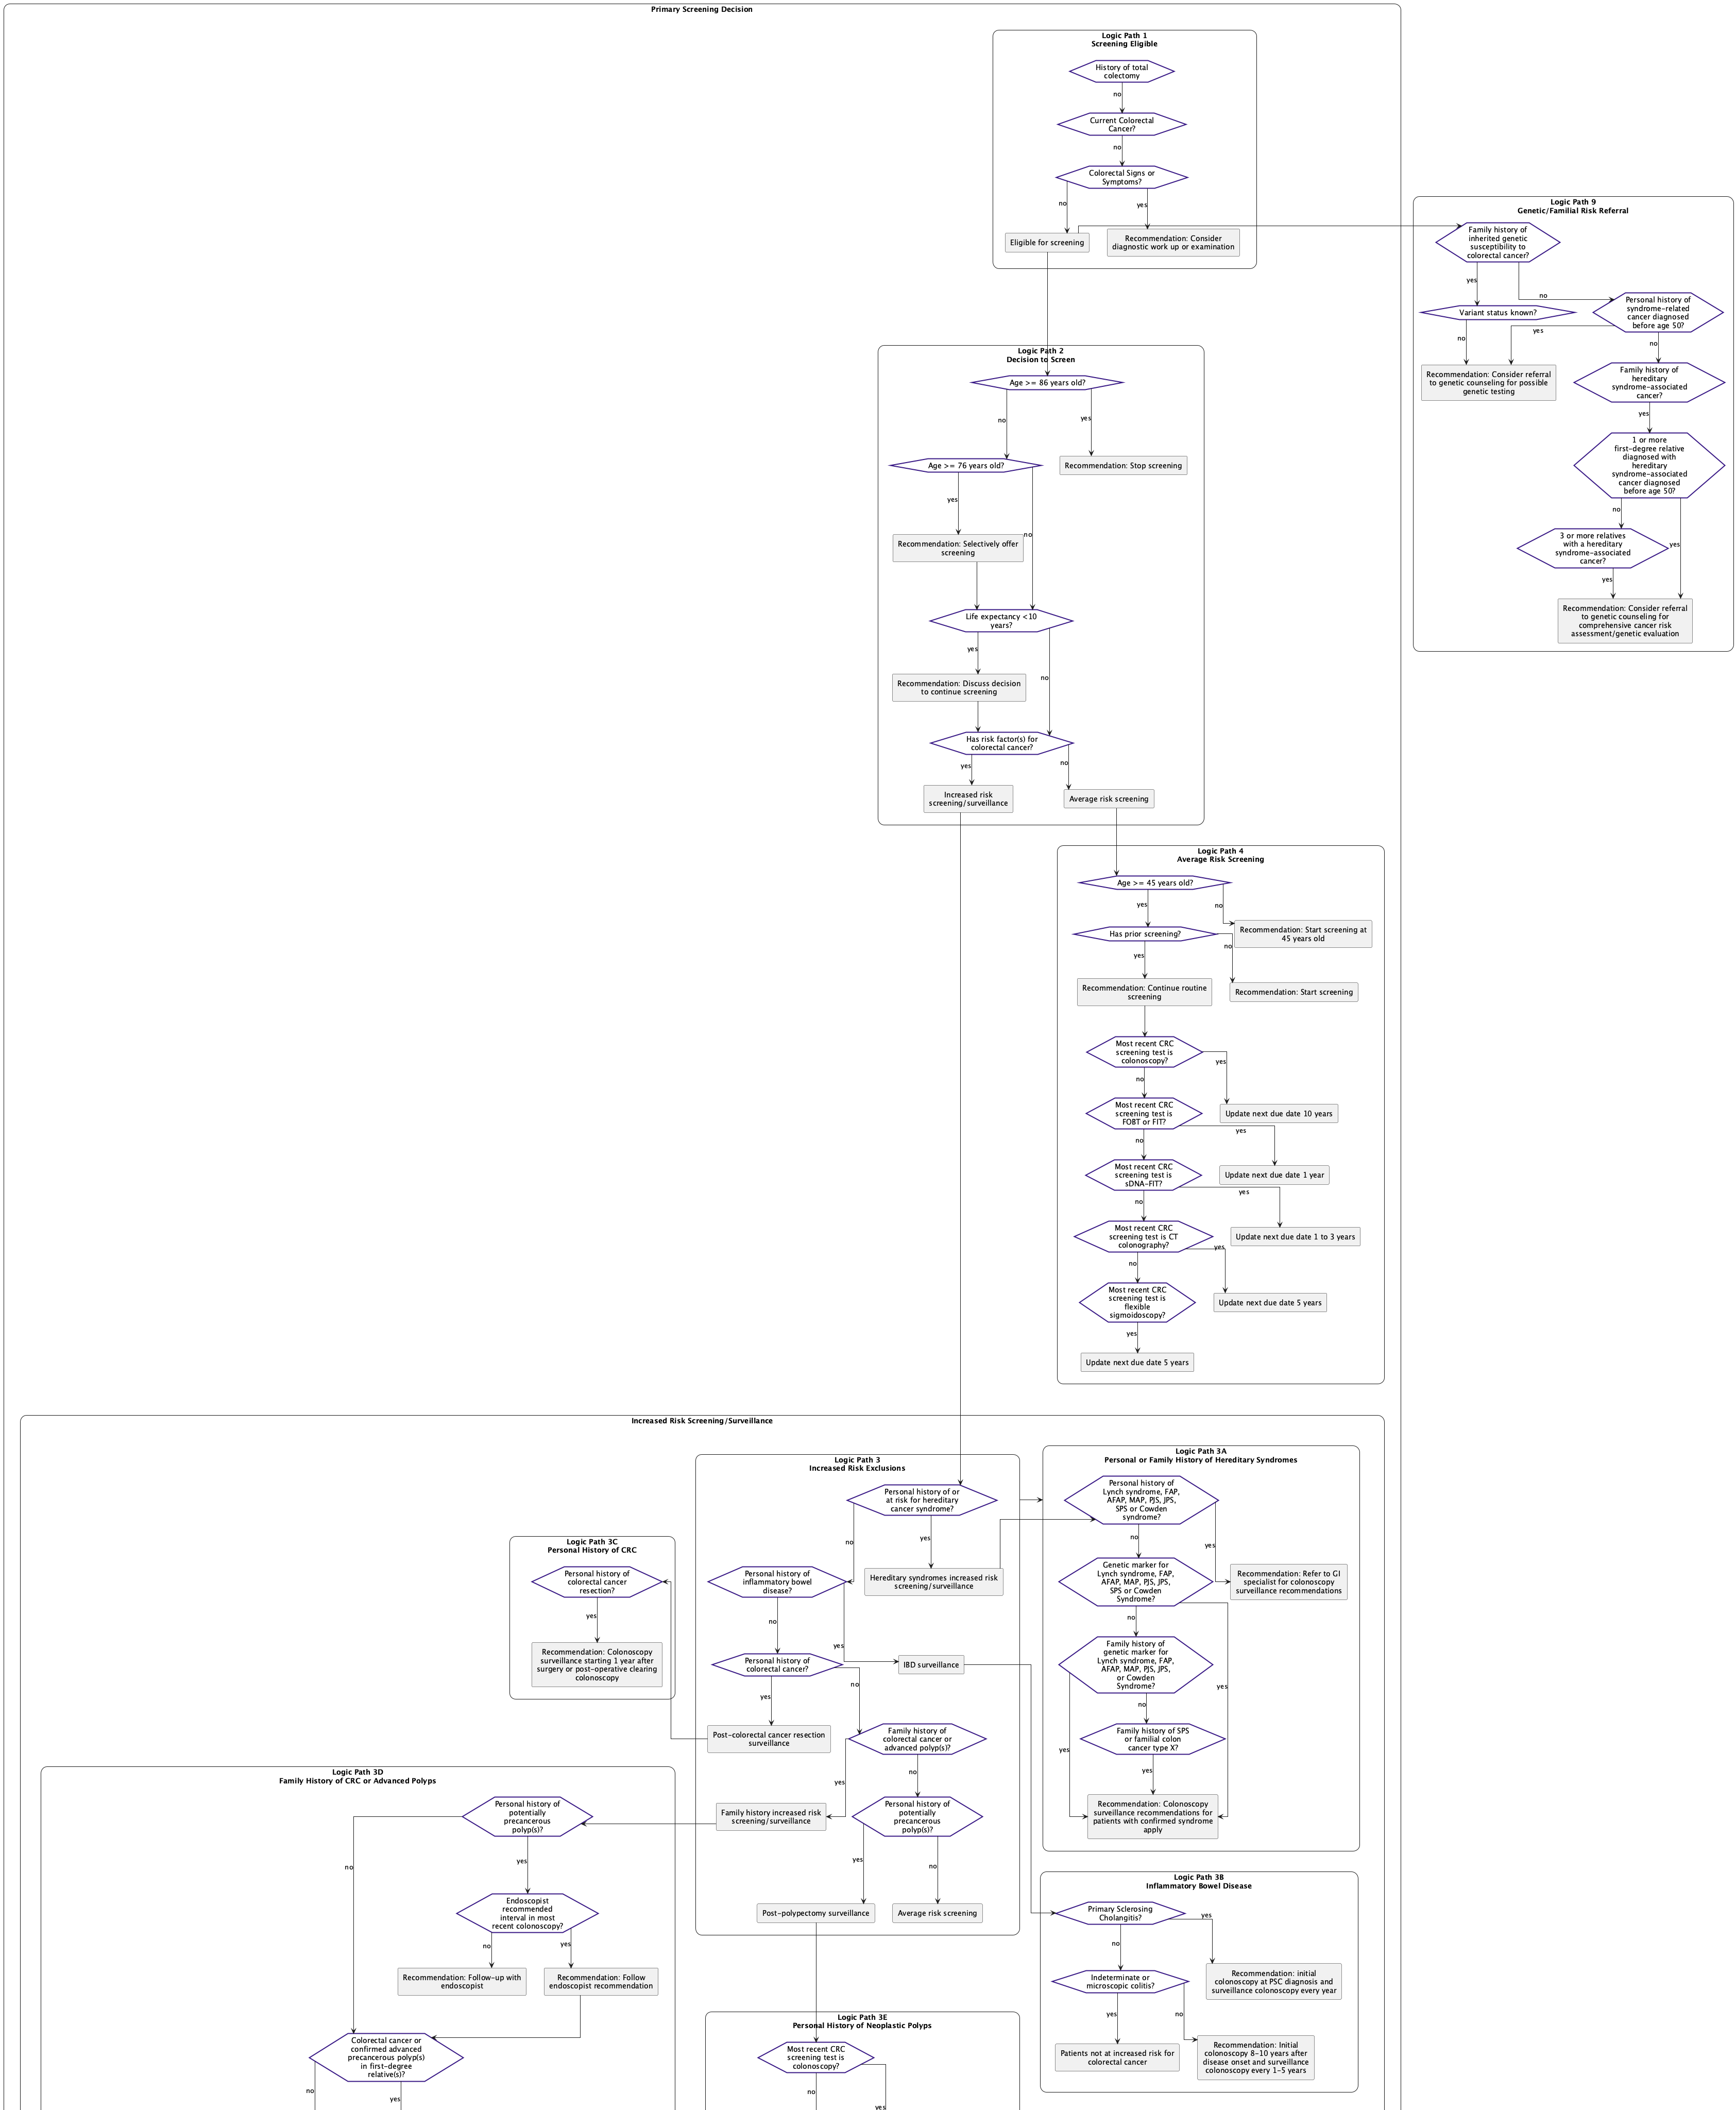 Primary Screening Decision
Logic Path 1
Screening Eligible
History of total
colectomy
no
Current Colorectal
Cancer?
no
Colorectal Signs or
Symptoms?
no
yes
Eligible for screening
Recommendation: Consider
diagnostic work up or examination
Logic Path 9
Genetic/Familial Risk Referral
Family history of
inherited genetic
susceptibility to
colorectal cancer?
yes
no
Variant status known?
Personal history of
syndrome-related
cancer diagnosed
before age 50?
no
yes
no
Recommendation: Consider referral
to genetic counseling for possible
genetic testing
Family history of
hereditary
syndrome-associated
cancer?
yes
1 or more
first-degree relative
diagnosed with
hereditary
syndrome-associated
cancer diagnosed
before age 50?
no
yes
3 or more relatives
with a hereditary
syndrome-associated
cancer?
yes
Recommendation: Consider referral
to genetic counseling for
comprehensive cancer risk
assessment/genetic evaluation
Logic Path 2
Decision to Screen
Age >= 86 years old?
no
yes
Age >= 76 years old?
Recommendation: Stop screening
yes
no
Recommendation: Selectively offer
screening
Life expectancy <10
years?
yes
no
Recommendation: Discuss decision
to continue screening
Has risk factor(s) for
colorectal cancer?
yes
no
Increased risk
screening/surveillance
Average risk screening
Logic Path 4
Average Risk Screening
Age >= 45 years old?
yes
no
Recommendation: Start screening at
45 years old
Has prior screening?
yes
no
Recommendation: Continue routine
screening
Recommendation: Start screening
Most recent CRC
screening test is
colonoscopy?
yes
no
Update next due date 10 years
Most recent CRC
screening test is
FOBT or FIT?
yes
no
Update next due date 1 year
Most recent CRC
screening test is
sDNA-FIT?
yes
no
Update next due date 1 to 3 years
Most recent CRC
screening test is CT
colonography?
yes
no
Update next due date 5 years
Most recent CRC
screening test is
flexible
sigmoidoscopy?
yes
Update next due date 5 years
Increased Risk Screening/Surveillance
Logic Path 3
Increased Risk Exclusions
Personal history of or
at risk for hereditary
cancer syndrome?
no
yes
Hereditary syndromes increased risk
screening/surveillance
Personal history of
inflammatory bowel
disease?
no
yes
IBD surveillance
Personal history of
colorectal cancer?
yes
no
Post-colorectal cancer resection
surveillance
Family history of
colorectal cancer or
advanced polyp(s)?
yes
no
Family history increased risk
screening/surveillance
Personal history of
potentially
precancerous
polyp(s)?
yes
no
Post-polypectomy surveillance
Average risk screening
Logic Path 3A
Personal or Family History of Hereditary Syndromes
Personal history of
Lynch syndrome, FAP,
AFAP, MAP, PJS, JPS,
SPS or Cowden
syndrome?
no
yes
Recommendation: Refer to GI
specialist for colonoscopy
surveillance recommendations
Genetic marker for
Lynch syndrome, FAP,
AFAP, MAP, PJS, JPS,
SPS or Cowden
Syndrome?
no
yes
Family history of
genetic marker for
Lynch syndrome, FAP,
AFAP, MAP, PJS, JPS,
or Cowden
Syndrome?
no
yes
Family history of SPS
or familial colon
cancer type X?
yes
Recommendation: Colonoscopy
surveillance recommendations for
patients with confirmed syndrome
apply
Logic Path 3C
Personal History of CRC
Personal history of
colorectal cancer
resection?
yes
Recommendation: Colonoscopy
surveillance starting 1 year after
surgery or post-operative clearing
colonoscopy
Logic Path 3D
Family History of CRC or Advanced Polyps
Personal history of
potentially
precancerous
polyp(s)?
no
yes
Endoscopist
recommended
interval in most
recent colonoscopy?
no
yes
Recommendation: Follow-up with
endoscopist
Recommendation: Follow
endoscopist recommendation
Colorectal cancer or
confirmed advanced
precancerous polyp(s)
in first-degree
relative(s)?
no
yes
Logic Path 3B
Inflammatory Bowel Disease
Primary Sclerosing
Cholangitis?
yes
no
Recommendation: initial
colonoscopy at PSC diagnosis and
surveillance colonoscopy every year
Indeterminate or
microscopic colitis?
yes
no
Patients not at increased risk for
colorectal cancer
Recommendation: Initial
colonoscopy 8-10 years after
disease onset and surveillance
colonoscopy every 1-5 years
Logic Path 3E
Personal History of Neoplastic Polyps
Most recent CRC
screening test is
colonoscopy?
no
yes